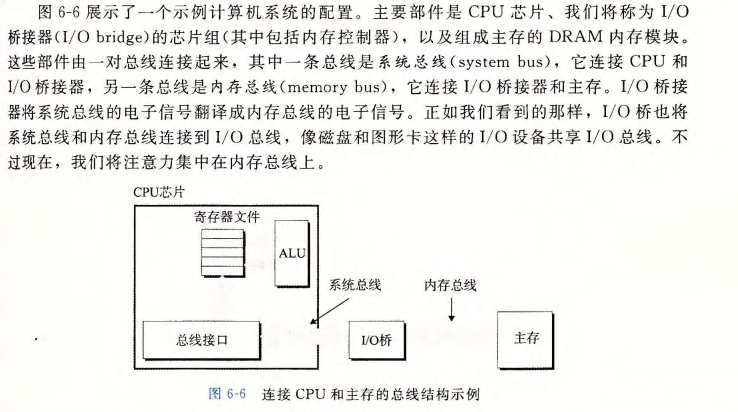 图 6-6 展示了一个示例计算机系统的配置。主要部件是 CPU 芯片、我们将称为 I/O
桥接器(I/O bridge)的芯片组(其中包括内存控制器)，以及组成主存的 DRAM 内存模块。
这些部件由一对总线连接起来，其中一条总线是系统总线(system bus)，它连接 CPU 和
I/O 桥接器，另一条总线是内存总线(memory bus)，它连接 I/O 桥接器和主存。I/O 桥接
器将系统总线的电子信号翻译成内存总线的电子信号。正如我们看到的那样，I/O 桥也将
系统总线和内存总线连接到 I/O 总线，像磁盘和图形卡这样的 I/O 设备共享 I/O 总线。不
过现在，我们将注意力集中在内存总线上。
CPU芯片
寄存器文件
ALU
系统总线
内存总线
总线接口
I/O桥
主存
图 6-6 连接 CPU 和主存的总线结构示例